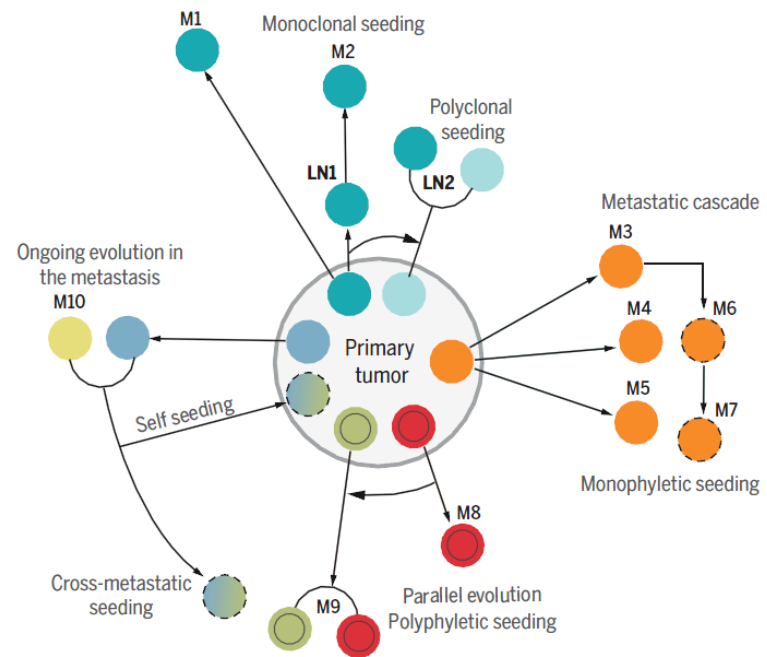 M1
Monoclonal seeding
M2
Polyclonal
seeding
LN1
LN2
Metastatic cascade
M3
Ongoing evolution in
the metastasis
M10
M4
M6
Primary
tumor
M5
M7
Self seeding
Monophyletic seeding
M8
Cross-metastatic
seeding
M9
Parallel evolution
Polyphyletic seeding